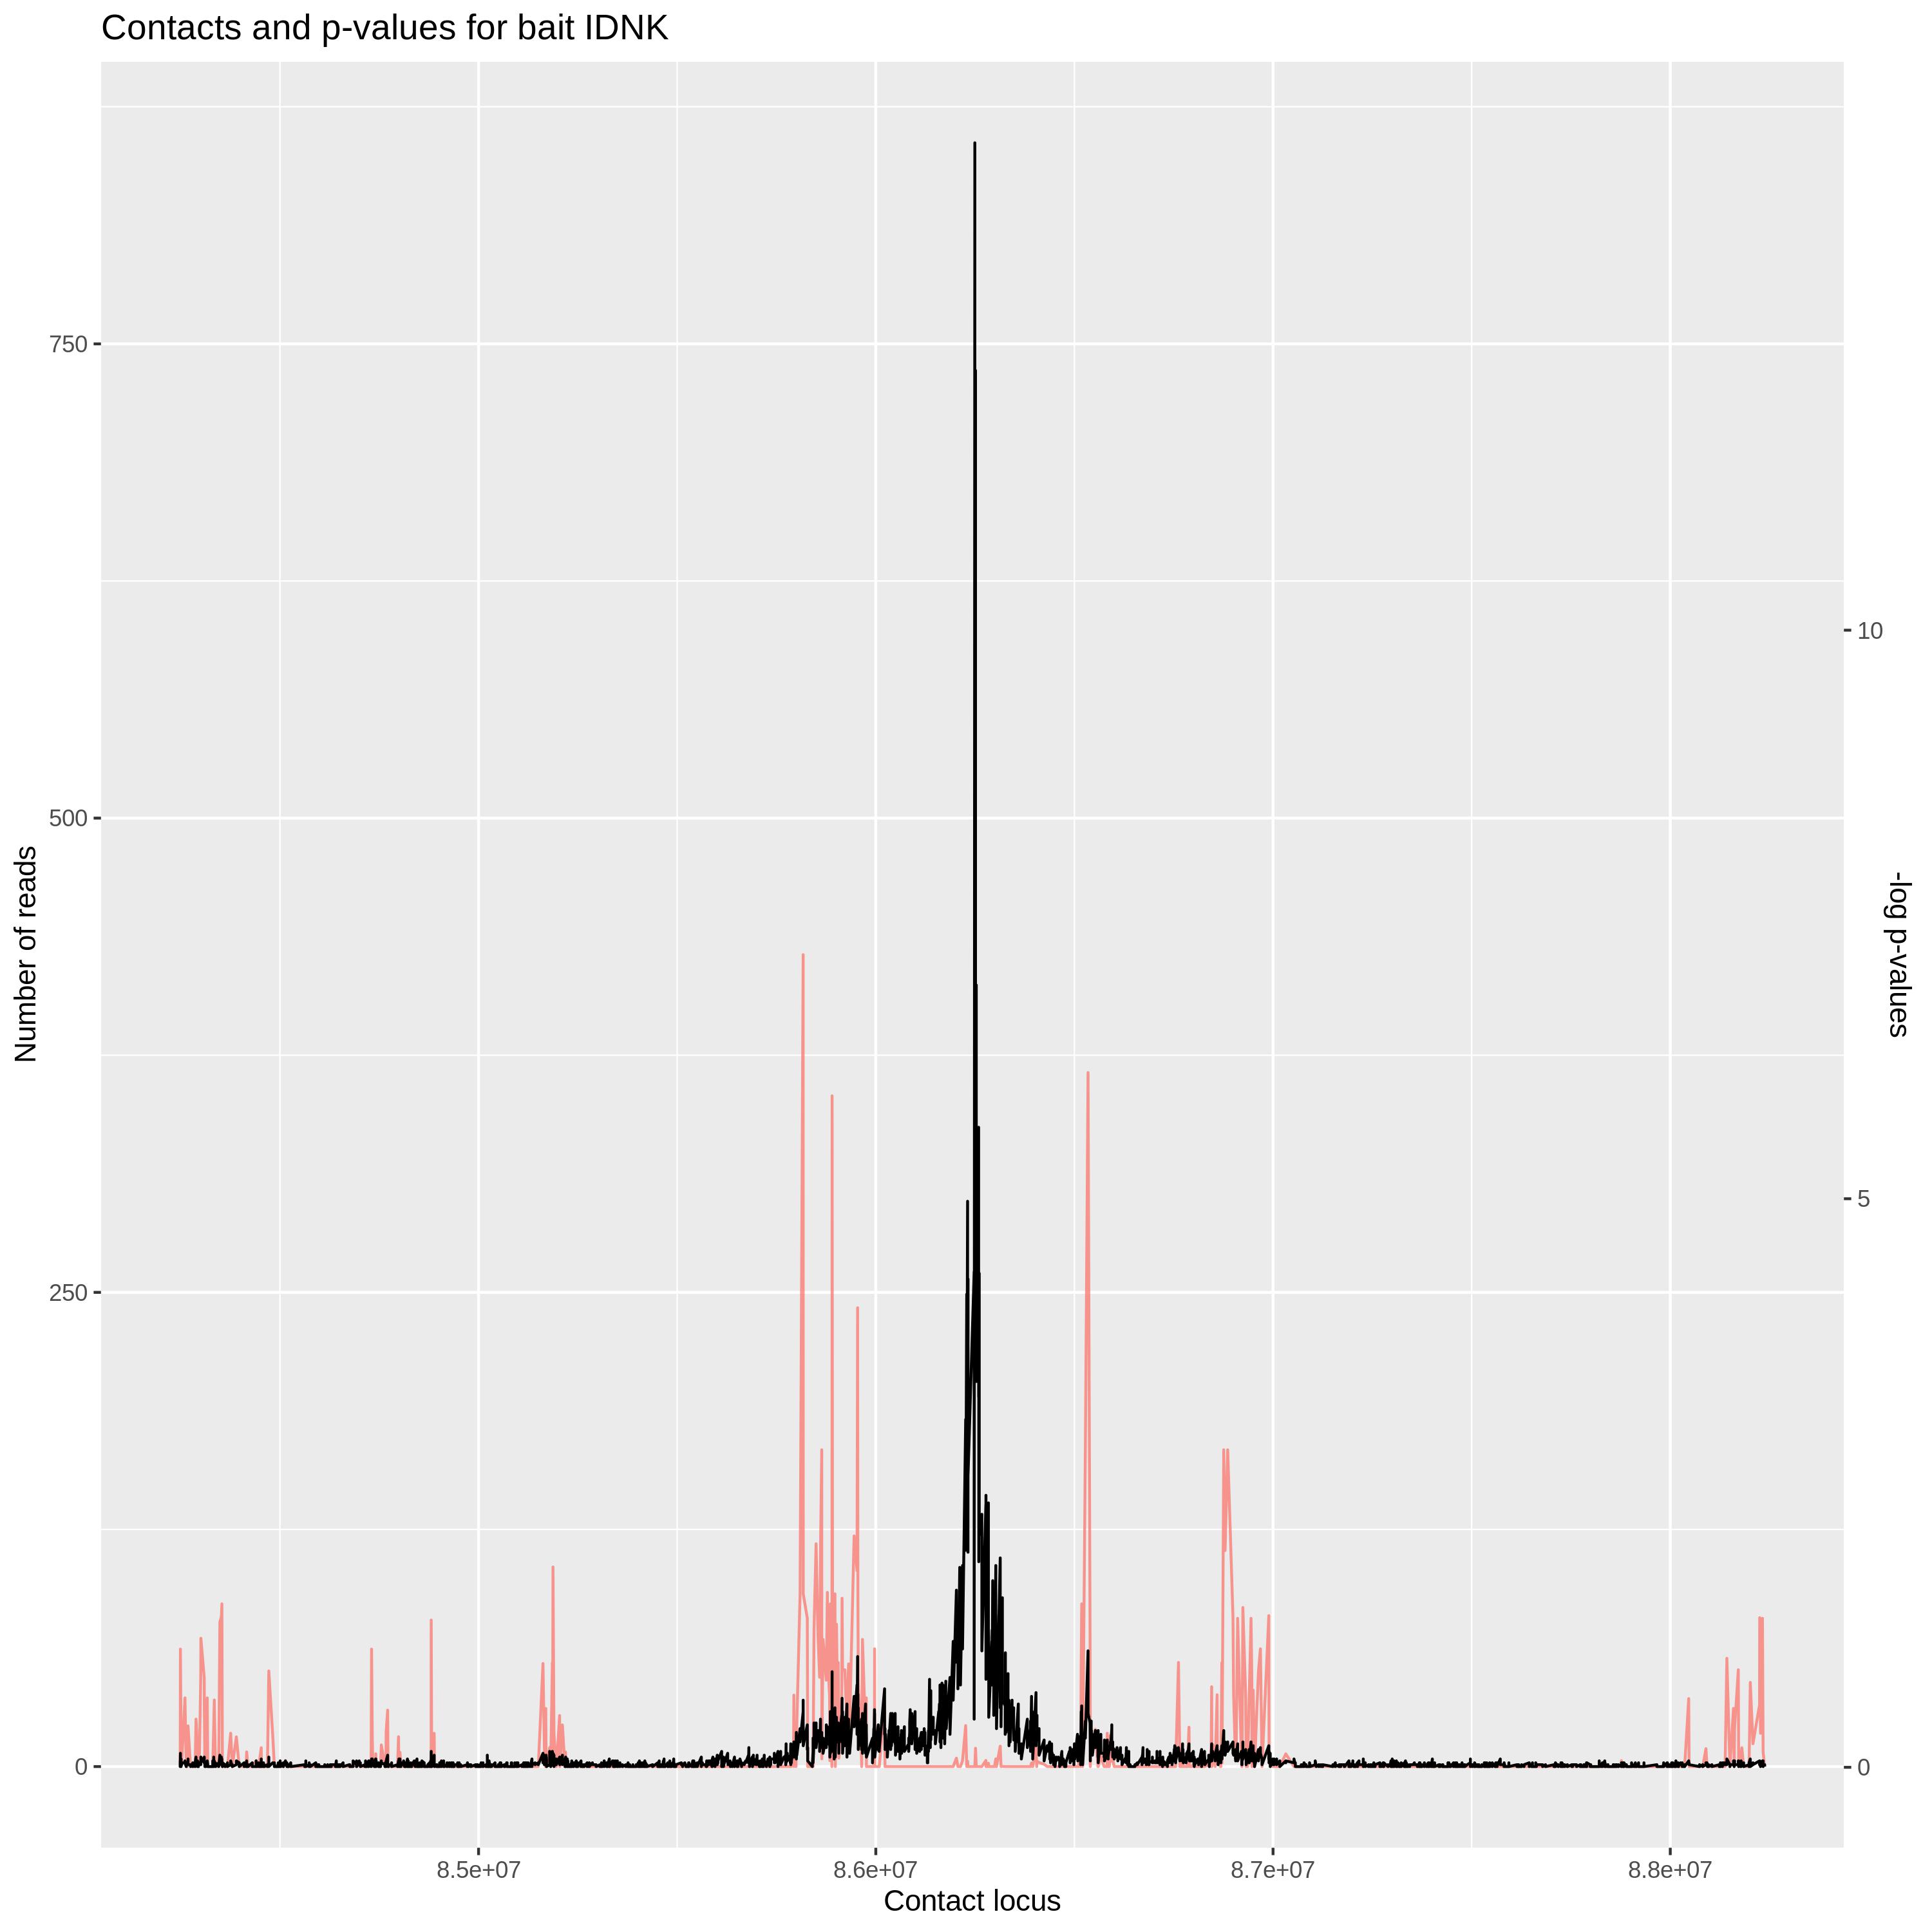 Contacts and p-values for bait IDNK
Number of reads
750
500
250
0
10
5
0
-log p-values
8.5e+07
8.6e+07
8.7e+07
8.8e+07
Contact locus